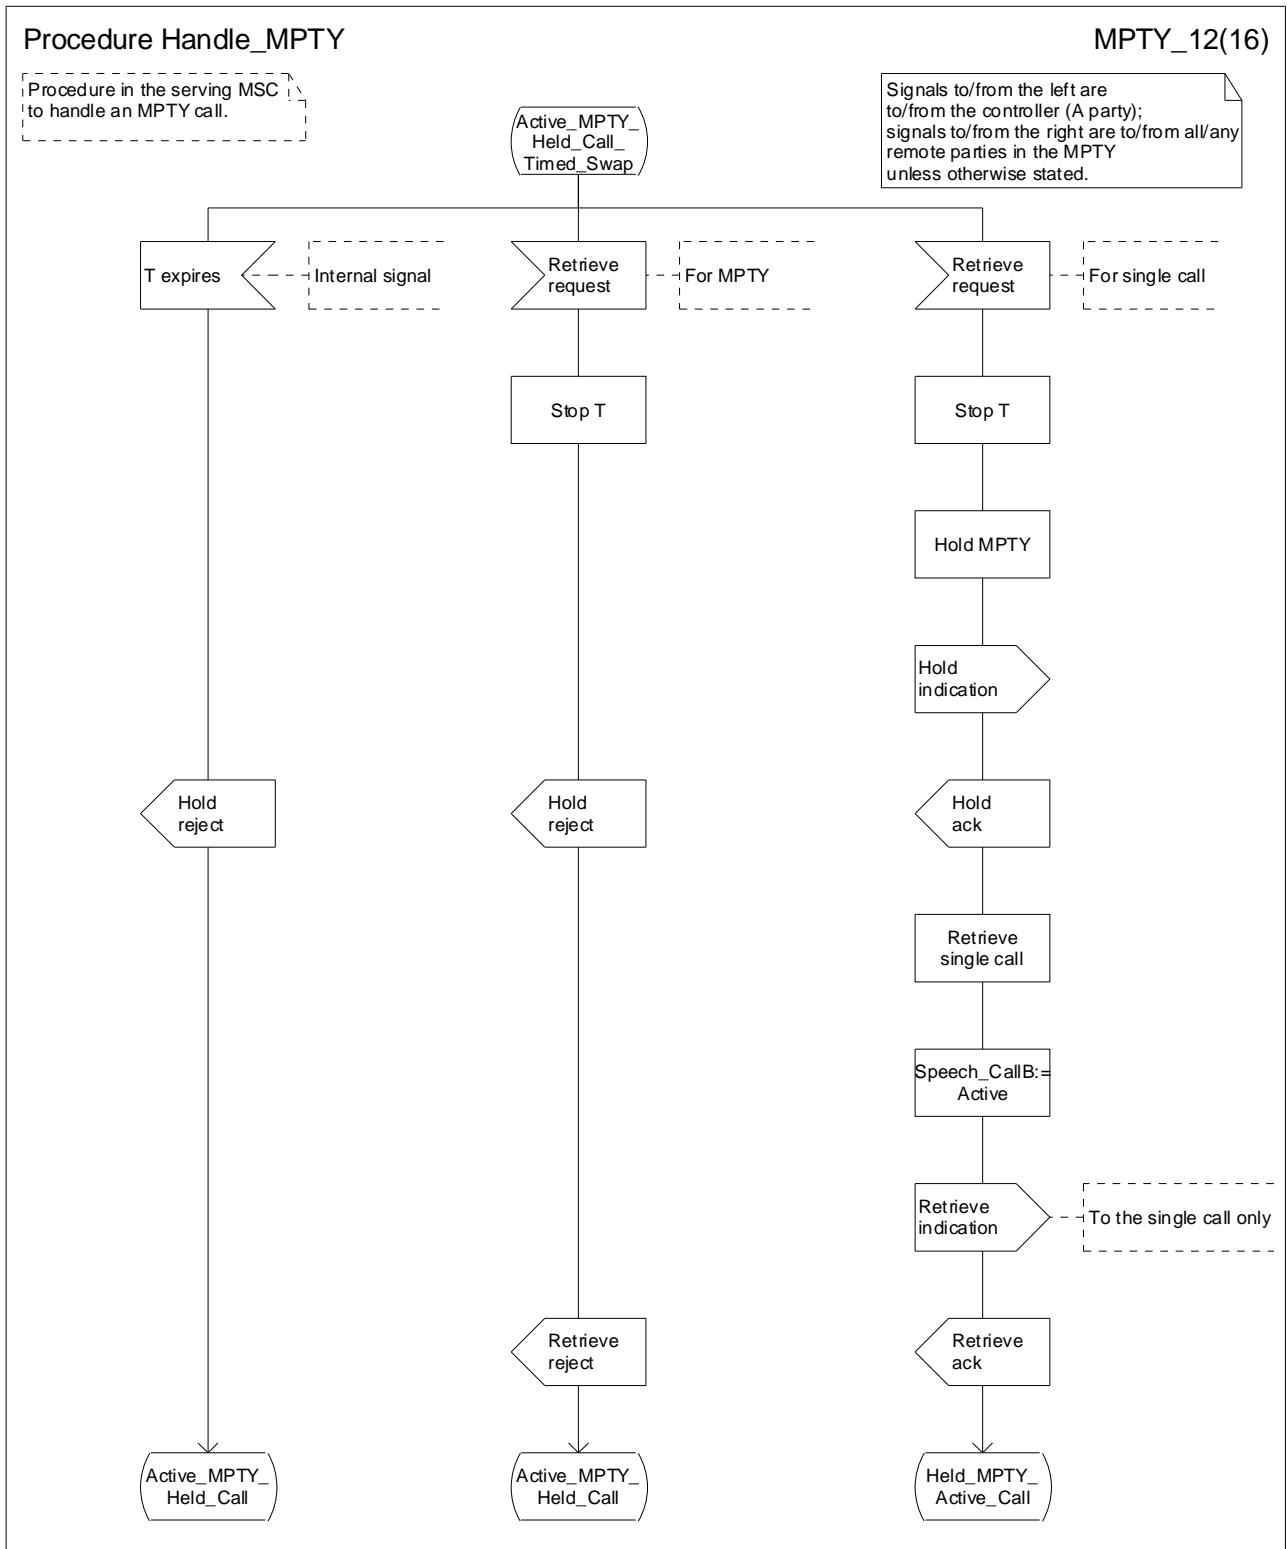 Procedure Handle_MPTY
MPTY_12(16)
Procedure in the serving MSC
to handle an MPTY call.
Signals to/from the left are
to/from the controller (A party);
signals to/from the right are to/from all/any
remote parties in the MPTY
unless otherwise stated.
Active_MPTY_
Held_Call_
Timed_Swap
T expires
Internal signal
Retrieve
request
For MPTY
Retrieve
request
For single call
Stop T
Stop T
Hold MPTY
Hold
indication
Hold
reject
Hold
reject
Hold
ack
Retrieve
single call
Speech_CallB:=
Active
Retrieve
indication
To the single call only
Retrieve
reject
Retrieve
ack
Active_MPTY_
Held_Call
Active_MPTY_
Held_Call
Held_MPTY_
Active_Call